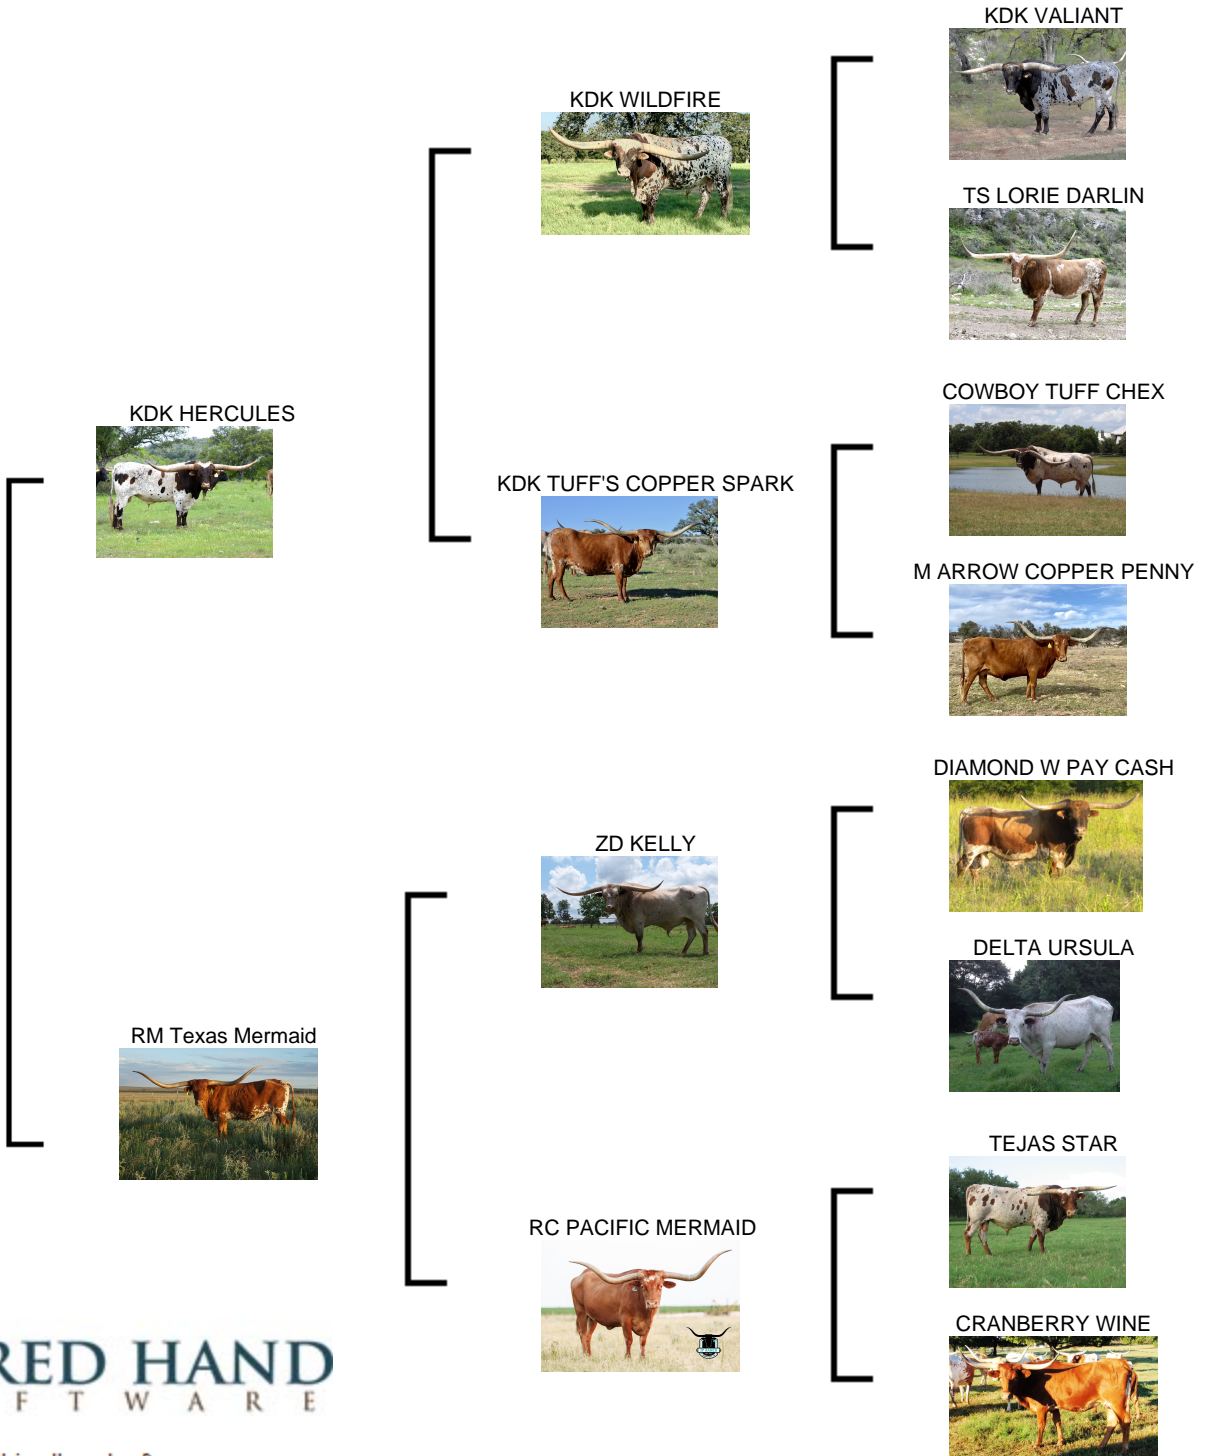 KDK VALIANT
KDK WILDFIRE
TS LORIE DARLIN
COWBOY TUFF CHEX
KDK HERCULES
KDK TUFF'S COPPER SPARK
M ARROW COPPER PENNY
DIAMOND W PAY CASH
ZD KELLY
DELTA URSULA
RM Texas Mermaid
TEJAS STAR
RC PACIFIC MERMAID
CRANBERRY WINE
RED HAND
F T W A R E